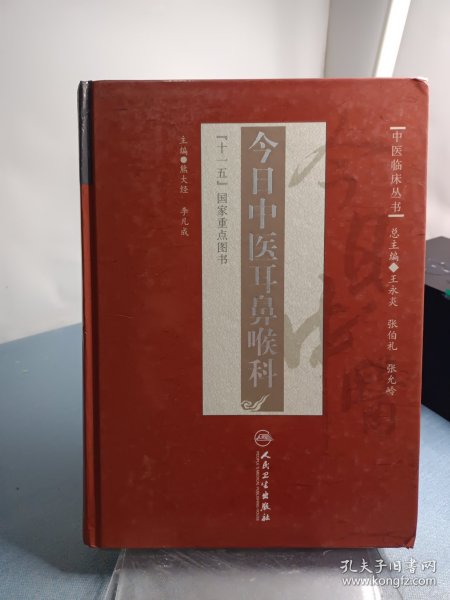 中医临床丛书
总主编 王永炎 张伯礼 张允岭
今日中医耳鼻喉科
『十一五』国家重点图书
主编 熊大经 李凡成
人民卫生出版社
孔夫子旧书网
www.kongfz.com